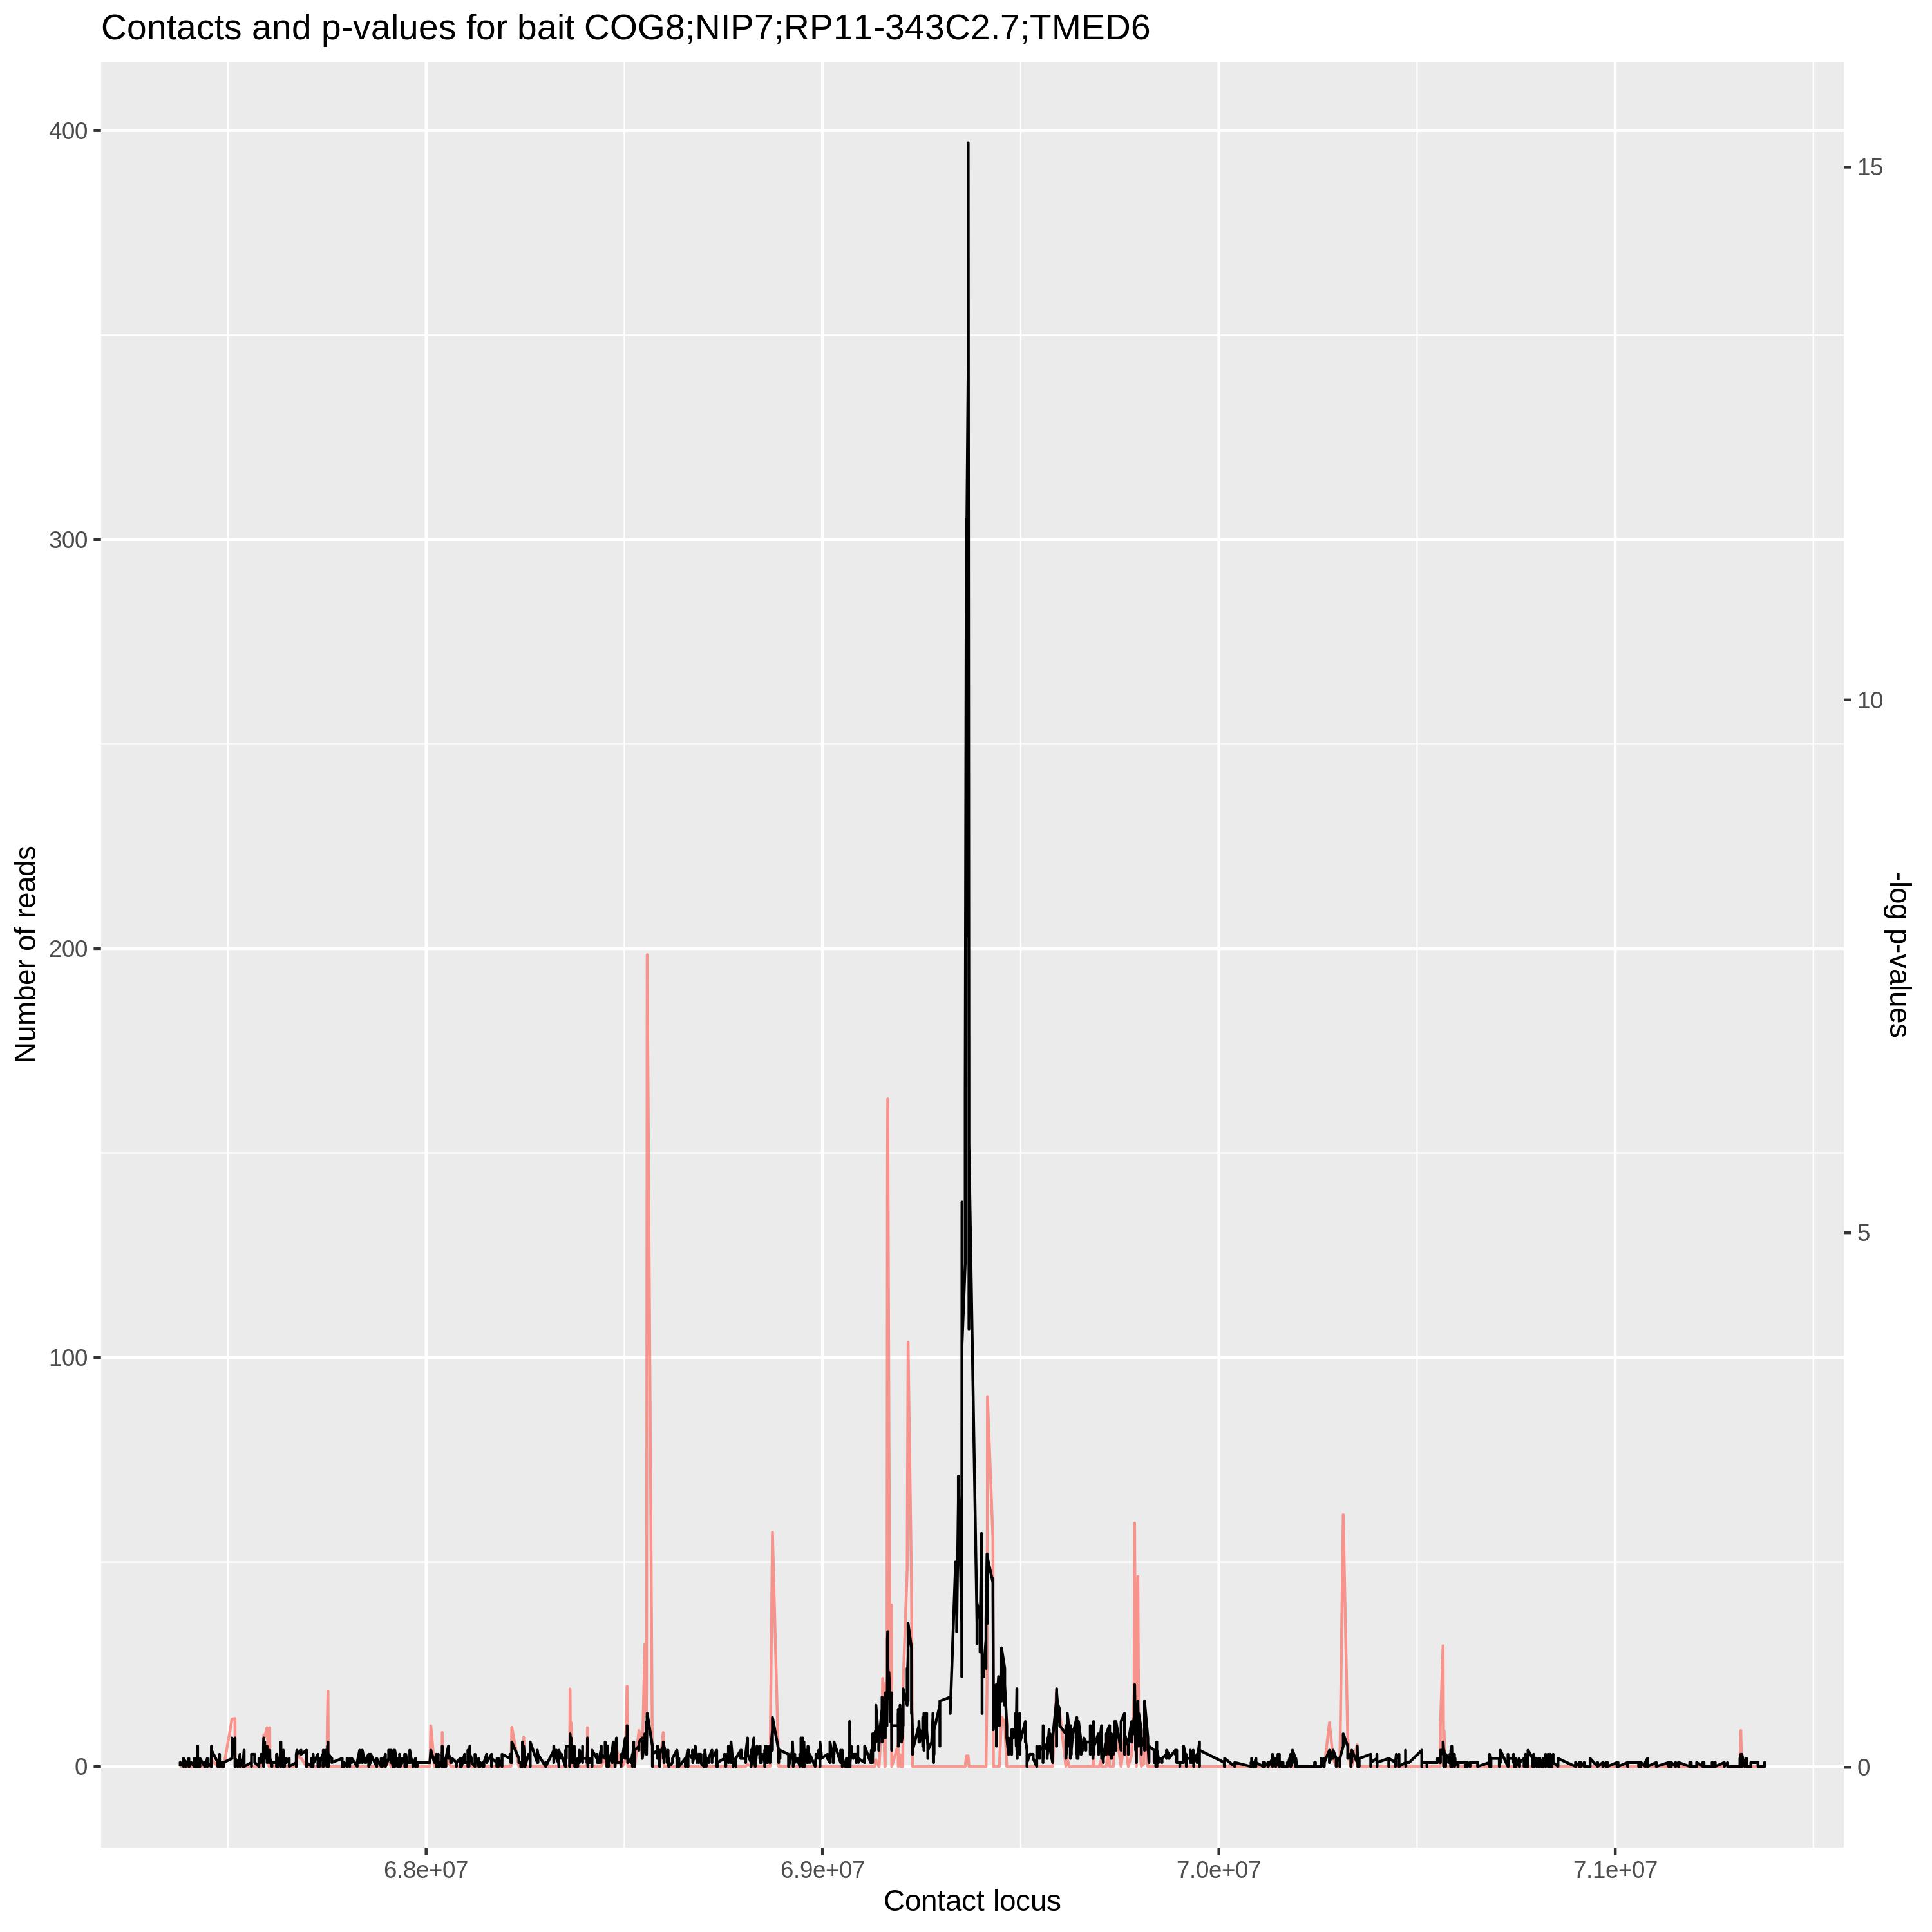 Contacts and p-values for bait COG8;NIP7;RP11-343C2.7;TMED6
400
300
200
100
0
Number of reads
15
10
5
0
-log p-values
6.8e+07
6.9e+07
7.0e+07
7.1e+07
Contact locus